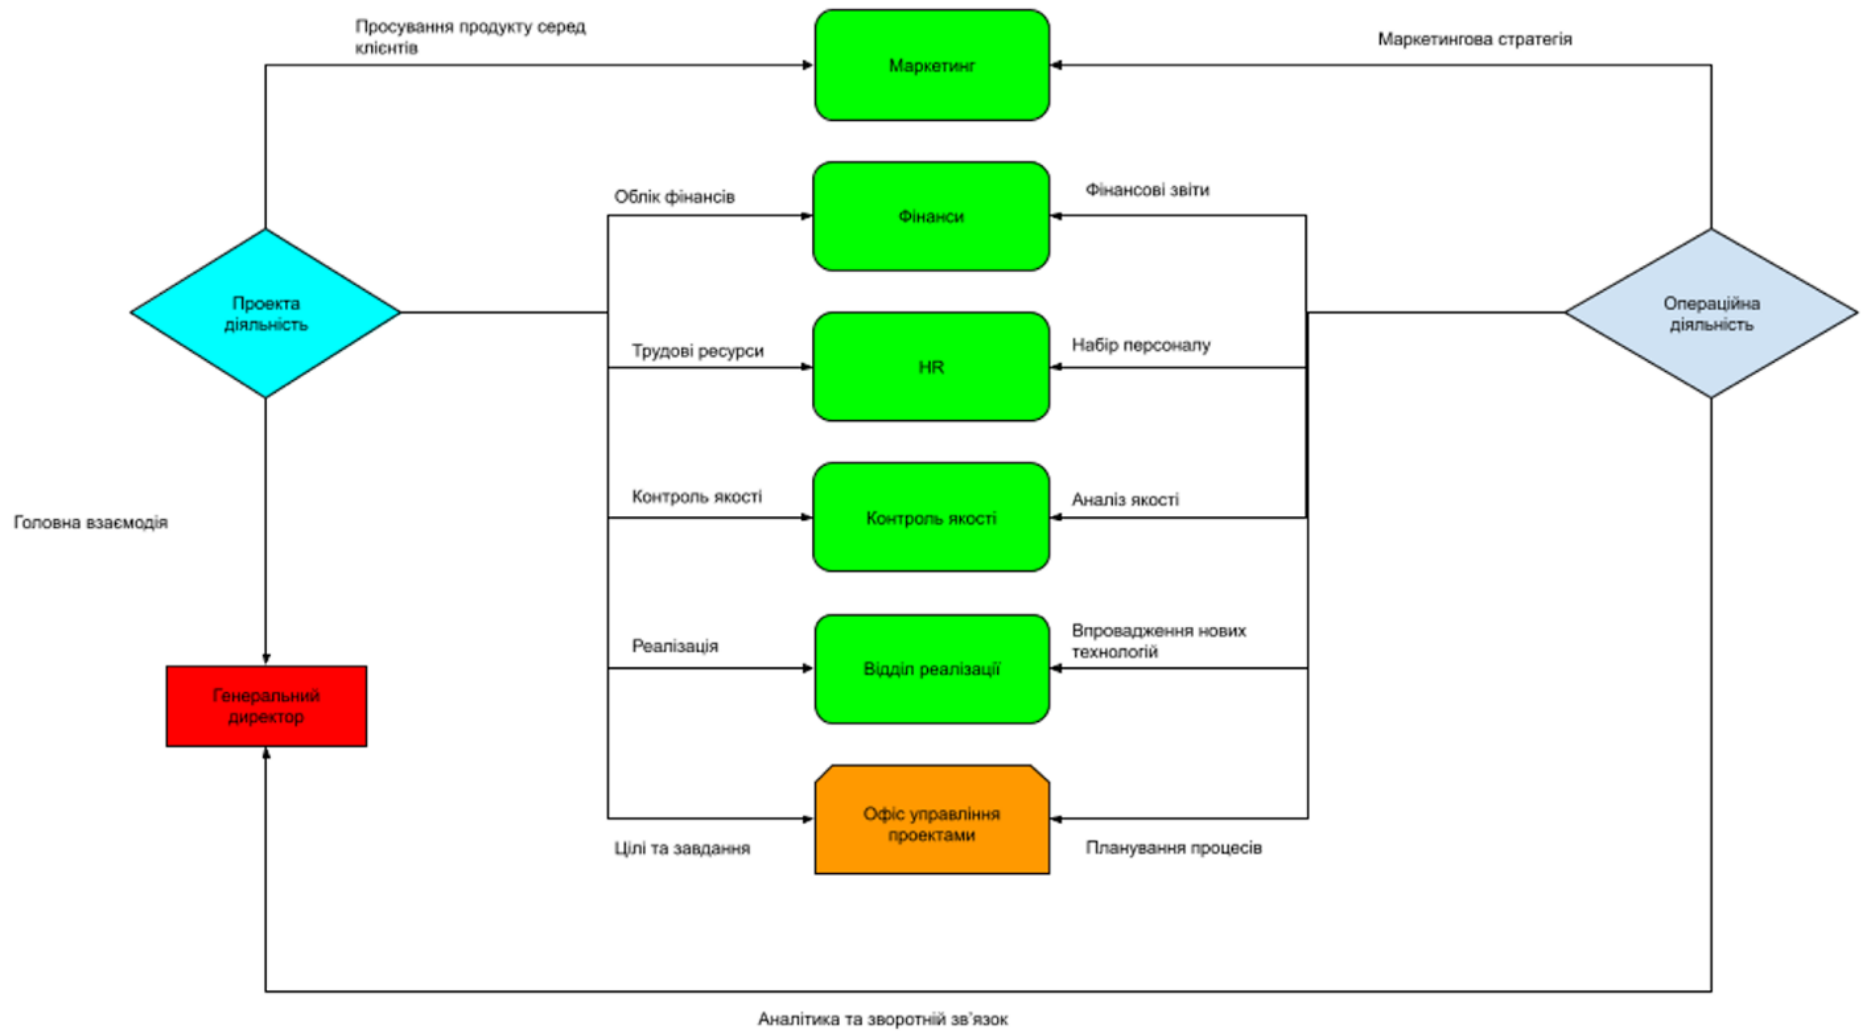 Просування продукту серед
клієнтів
Маркетинг
Маркетингова стратегія
Облік фінансів
Фінанси
Фінансові звіти
Проекта
діяльність
Операційна
діяльність
Трудові ресурси
HR
Набір персоналу
Контроль якості
Контроль якості
Аналіз якості
Головна взаємодія
Реалізація
Відділ реалізації
Впровадження нових
технологій
Генеральний
директор
Офіс управління
проектами
Цілі та завдання
Планування процесів
Аналітика та зворотній зв'язок